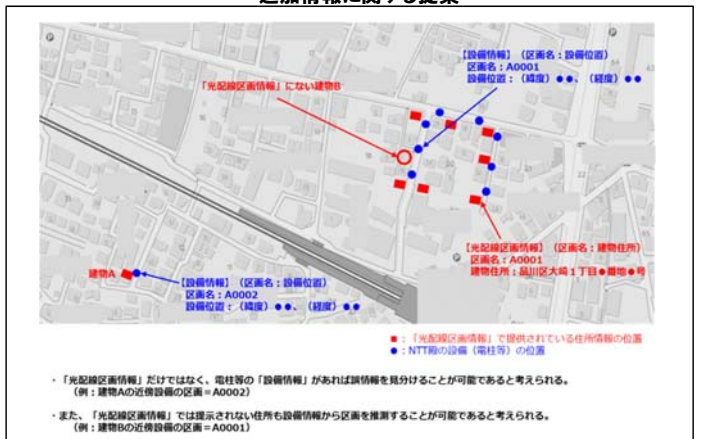 追加情報に関する提案
【設備情報】（区画名：設備位置）
区画名：A0001
設備位置：（緯度）●●、（経度）●●
「光配線区画情報」にない建物B
【光配線区画情報】（区画名：建物住所）
区画名：A0001
建物住所：品川区大崎１丁目●番地●号
建物A
【設備情報】（区画名：設備位置）
区画名：A0002
設備位置：（緯度）●●、（経度）●●
■：「光配線区画情報」で提供されている住所情報の位置
●：NTT殿の設備（電柱等）の位置
・「光配線区画情報」だけではなく、電柱等の「設備情報」があれば誤情報を見分けることが可能であると考えられる。
（例：建物Aの近傍設備の区画＝A0002）
・また、「光配線区画情報」では提示されない住所も設備情報から区画を推測することが可能であると考えられる。
（例：建物Bの近傍設備の区画＝A0001）